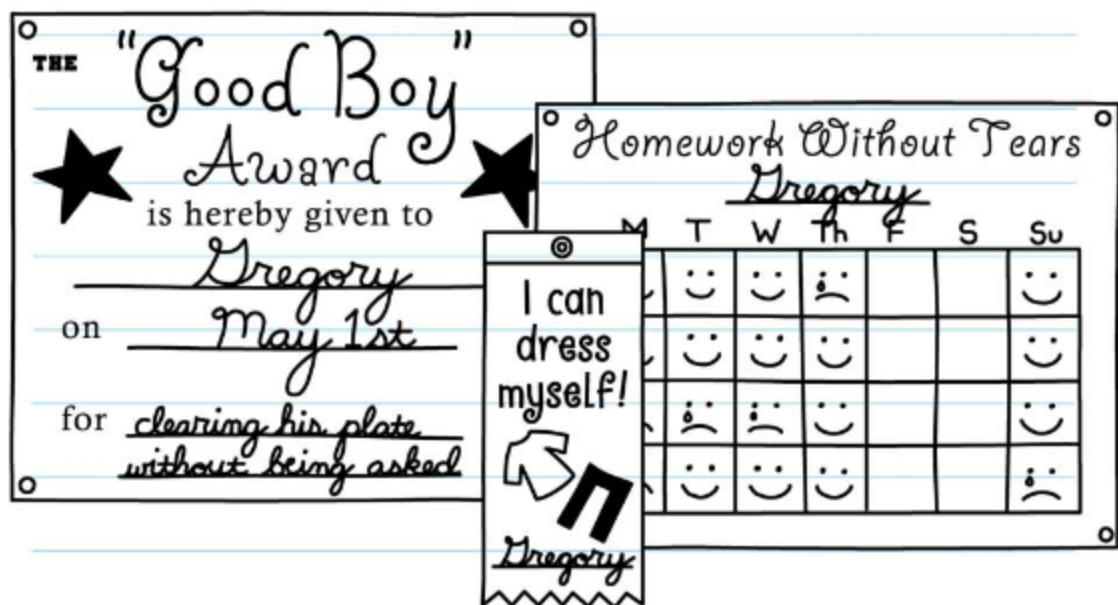 THE "Good Boy"
Award
is hereby given to
Gregory
on May 1st
for clearing his plate
without being asked
Homework Without Tears
Gregory
M T W Th F S Su
I can
dress
myself!
Gregory